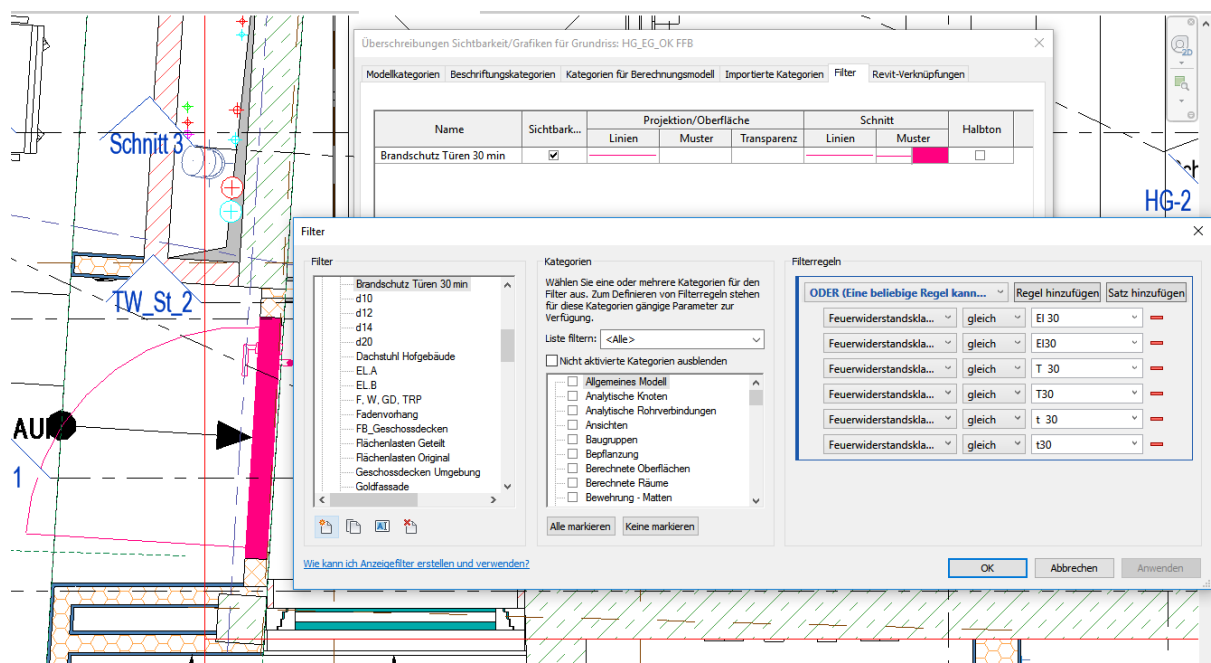 Überschreibungen Sichtbarkeit/Grafiken für Grundriss: HG_EG_OK FFB
Modellkategorien Beschriftungskategorien Kategorien für Berechnungsmodell Importierte Kategorien Filter Revit-Verknüpfungen
Name Sichtbark... Projektion/Oberfläche Schnitt Halbton
Linien Muster Transparenz Linien Muster
Brandschutz Türen 30 min
2D
Schnitt 3
HG-2
TW_St_2
AUF
1
Filter
Filter
Brandschutz Türen 30 min
d10
d12
d14
d20
Dachstuhl Hofgebäude
EL.A
EL.B
F, W, GD, TRP
Fadenvorhang
FB_Geschossdecken
Flächenlasten Geteilt
Flächenlasten Original
Geschossdecken Umgebung
Goldfassade
Kategorien
Wählen Sie eine oder mehrere Kategorien für den
Filter aus. Zum Definieren von Filterregeln stehen
für diese Kategorien gängige Parameter zur
Verfügung.
Liste filtern: <Alle>
Nicht aktivierte Kategorien ausblenden
Allgemeines Modell
Analytische Knoten
Analytische Rohrverbindungen
Ansichten
Baugruppen
Bepflanzung
Berechnete Oberflächen
Berechnete Räume
Bewehrung - Matten
Alle markieren Keine markieren
Filterregeln
ODER (Eine beliebige Regel kann... Regel hinzufügen Satz hinzufügen
Feuerwiderstandskla... gleich EI 30
Feuerwiderstandskla... gleich EI30
Feuerwiderstandskla... gleich T 30
Feuerwiderstandskla... gleich T30
Feuerwiderstandskla... gleich t 30
Feuerwiderstandskla... gleich t30
Wie kann ich Anzeigefilter erstellen und verwenden?
OK Abbrechen Anwenden